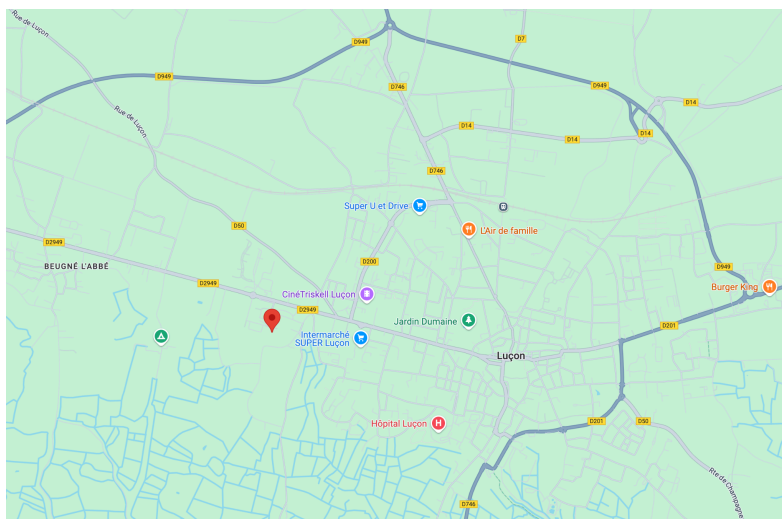 Rue de Luçon
D949
D7
D949
D746
D949
D14
D14
Rue de Luçon
D14
D14
D746
Super U et Drive
D50
L'Air de famille
D2949
D200
BEUGNÉ L'ABBÉ
D949
D2949
CinéTriskell Luçon
Burger King
D2949
Jardin Dumaine
D201
Intermarché
SUPER Luçon
Luçon
Hôpital Luçon
D201
D50
Rte de Champagné
D746